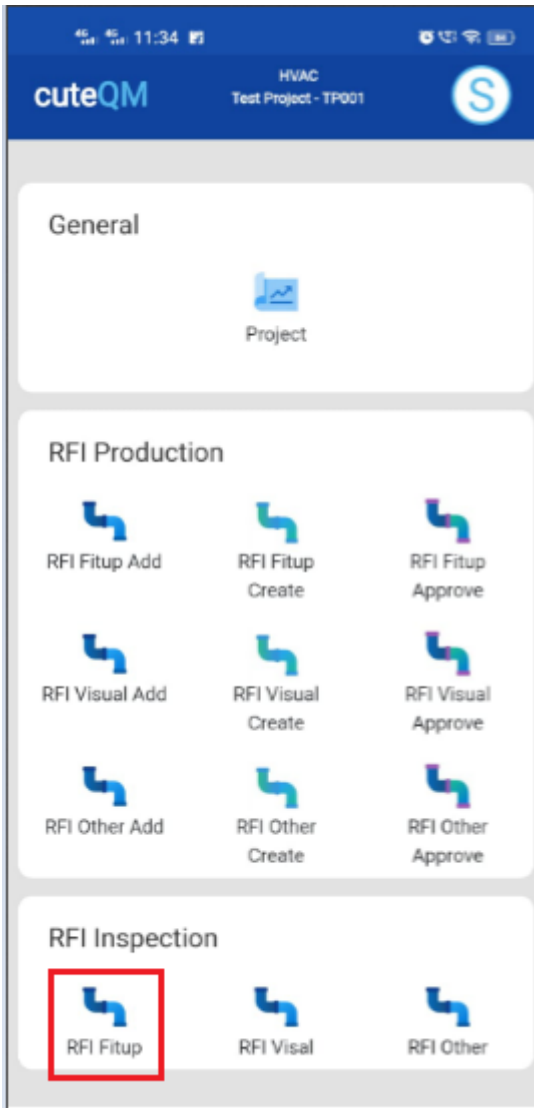 11:34
cuteQM
HVAC
Test Project - TP001
S
General
Project
RFI Production
RFI Fitup Add
RFI Fitup
Create
RFI Fitup
Approve
RFI Visual Add
RFI Visual
Create
RFI Visual
Approve
RFI Other Add
RFI Other
Create
RFI Other
Approve
RFI Inspection
RFI Fitup
RFI Visal
RFI Other